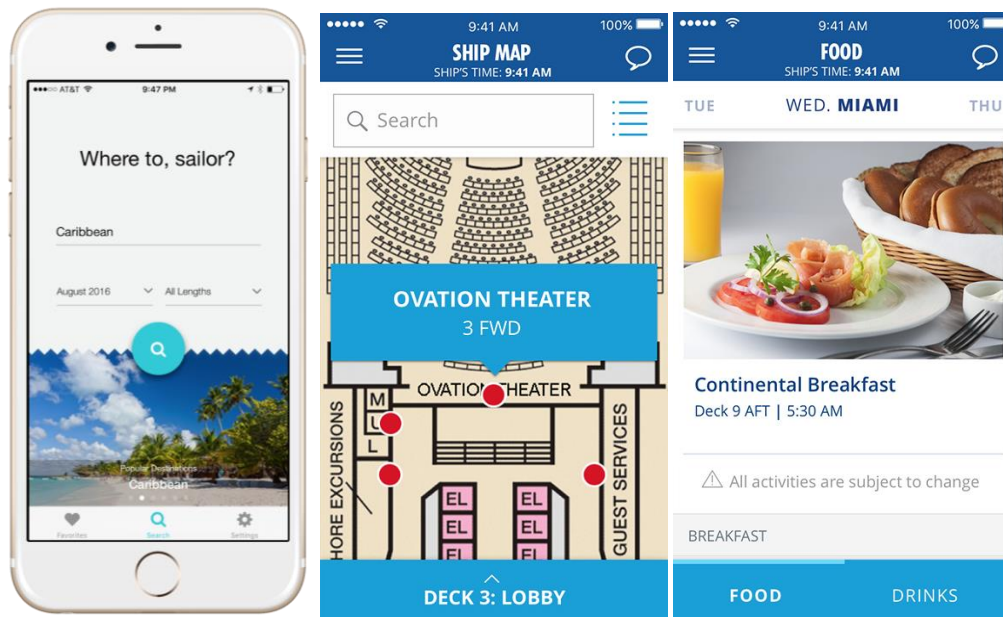 AT&T 9:47 PM
Where to, sailor?
Caribbean
August 2016 All Lengths
Popular Destinations
Caribbean
Favorites Search Settings
9:41 AM 100%
SHIP MAP
SHIP'S TIME: 9:41 AM
Search
OVATION THEATER
3 FWD
OVATIO THEATER
M
L
L
HORE EXCURSIONS
GUEST SERVICES
EL EL
EL EL
EL EL
DECK 3: LOBBY
9:41 AM 100%
FOOD
SHIP'S TIME: 9:41 AM
TUE WED. MIAMI THU
Continental Breakfast
Deck 9 AFT | 5:30 AM
All activities are subject to change
BREAKFAST
FOOD DRINKS